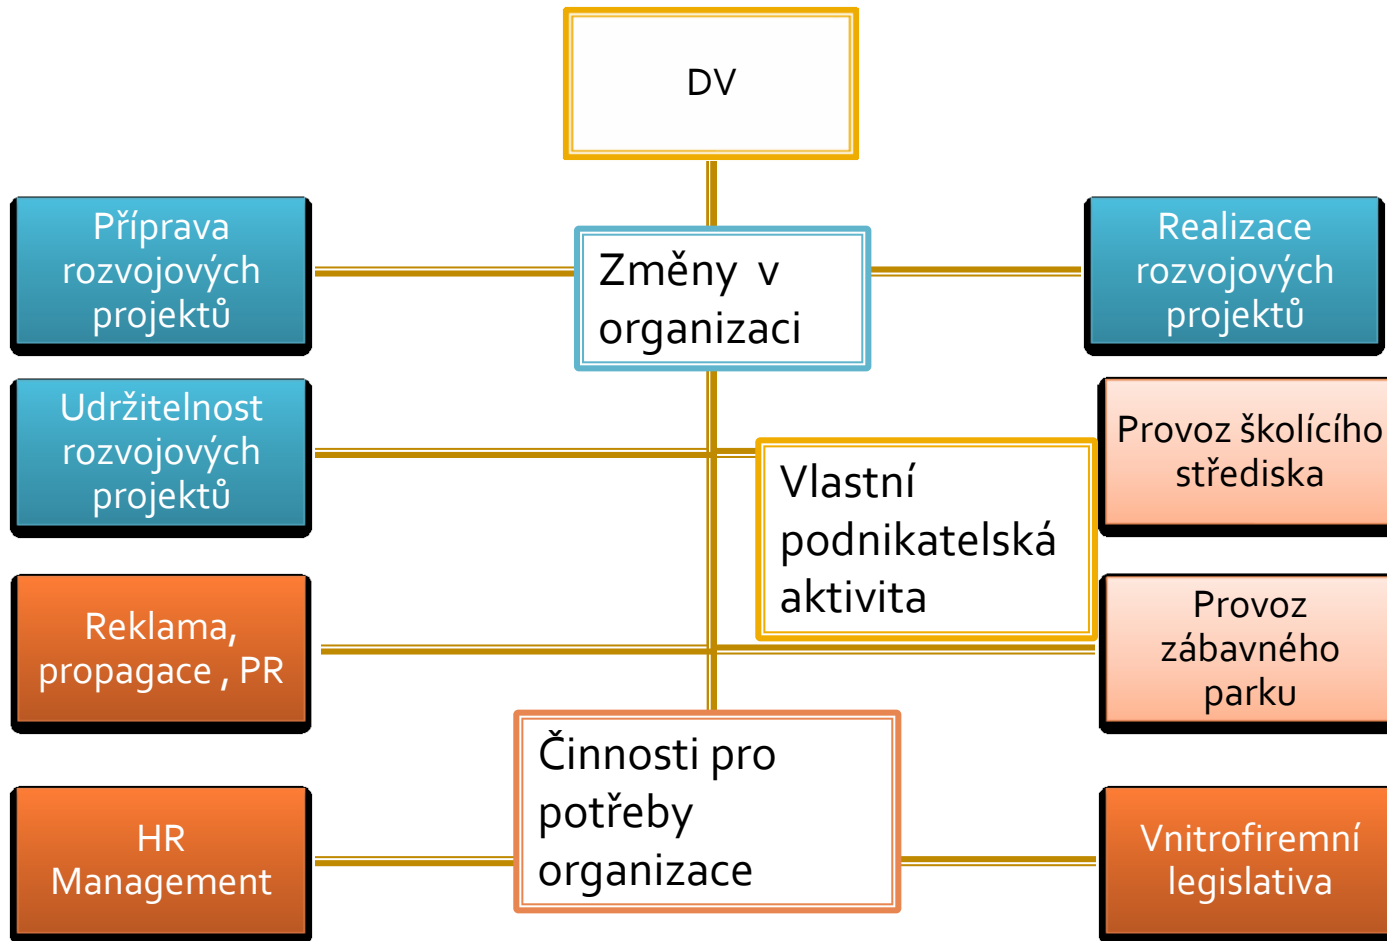 DV
Příprava
rozvojových
projektů
Změny v
organizaci
Realizace
rozvojových
projektů
Udržitelnost
rozvojových
projektů
Vlastní
podnikatelská
aktivita
Provoz školícího
střediska
Reklama,
propagace , PR
Provoz
zábavného
parku
Činnosti pro
potřeby
organizace
HR
Management
Vnitrofiremní
legislativa